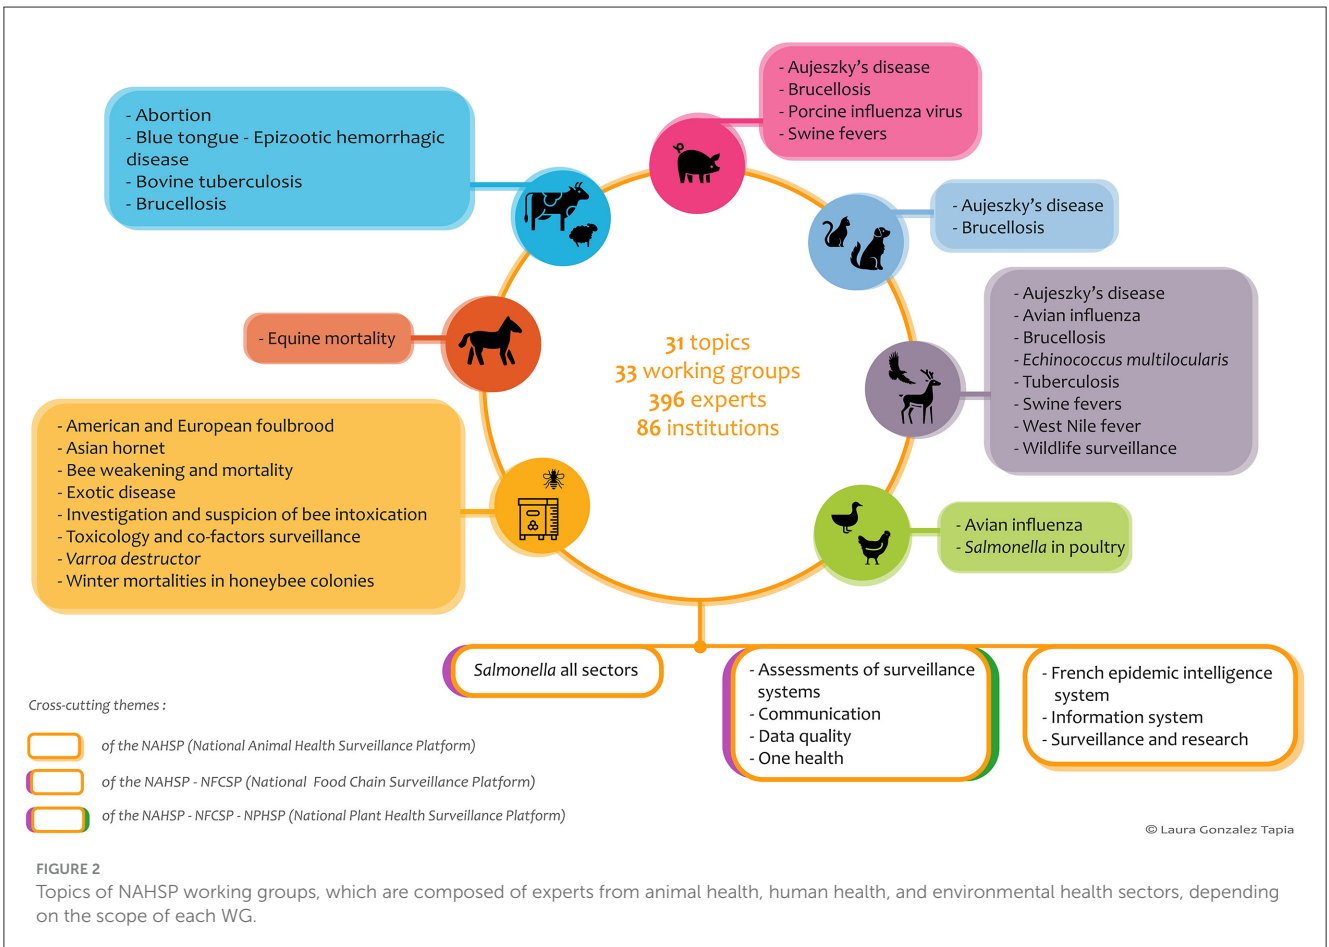 - Abortion
- Blue tongue - Epizootic hemorrhagic
disease
- Bovine tuberculosis
- Brucellosis
- Aujeszky's disease
- Brucellosis
- Porcine influenza virus
- Swine fevers
- Aujeszky's disease
- Brucellosis
- Equine mortality
31 topics
33 working groups
396 experts
86 institutions
- Aujeszky's disease
- Avian influenza
- Brucellosis
- Echinococcus multilocularis
- Tuberculosis
- Swine fevers
- West Nile fever
- Wildlife surveillance
- American and European foulbrood
- Asian hornet
- Bee weakening and mortality
- Exotic disease
- Investigation and suspicion of bee intoxication
- Toxicology and co-factors surveillance
- Varroa destructor
- Winter mortalities in honeybee colonies
- Avian influenza
- Salmonella in poultry
Salmonella all sectors
- Assessments of surveillance
systems
- Communication
- Data quality
- One health
- French epidemic intelligence
system
- Information system
- Surveillance and research
Cross-cutting themes :
of the NAHSP (National Animal Health Surveillance Platform)
of the NAHSP - NFCSP (National Food Chain Surveillance Platform)
of the NAHSP - NFCSP - NPHSP (National Plant Health Surveillance Platform)
© Laura Gonzalez Tapia
FIGURE 2
Topics of NAHSP working groups, which are composed of experts from animal health, human health, and environmental health sectors, depending
on the scope of each WG.